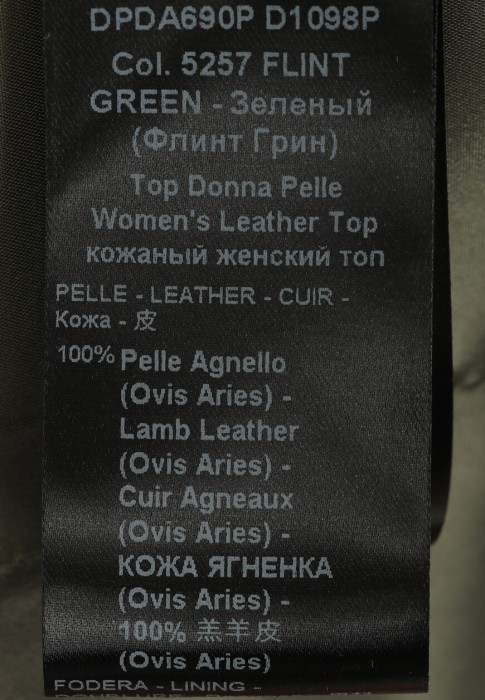 DPDA690P D1098P
Col. 5257 FLINT
GREEN - Зеленый
(Флинт Грин)
Top Donna Pelle
Women's Leather Top
кожаный женский топ
PELLE - LEATHER - CUIR -
Кожа - 皮
100% Pelle Agnello
(Ovis Aries) -
Lamb Leather
(Ovis Aries) -
Cuir Agneaux
(Ovis Aries) -
КОЖА ЯГНЕНКА
(Ovis Aries) -
100% 羔羊皮
(Ovis Aries)
FODERA - LINING -